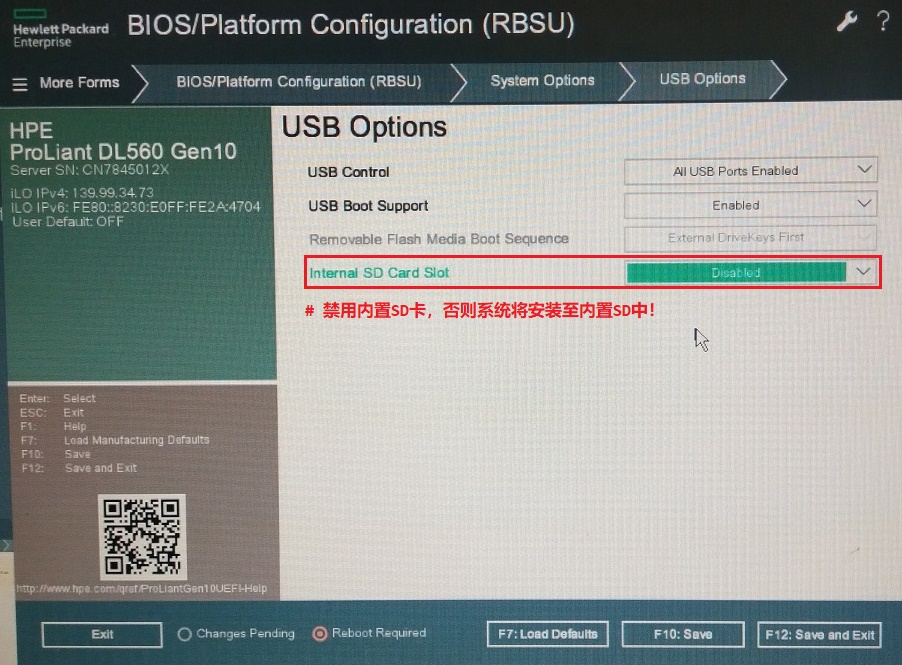 Hewlett Packard
Enterprise
BIOS/Platform Configuration (RBSU)
?
More Forms
BIOS/Platform Configuration (RBSU)
System Options
USB Options
HPE
ProLiant DL560 Gen10
Server SN: CN7845012X
iLO IPv4: 139.99.34.73
iLO IPv6: FE80::8230:E0FF:FE2A:4704
User Default: OFF
USB Options
USB Control
All USB Ports Enabled
USB Boot Support
Enabled
Removable Flash Media Boot Sequence
External DriveKeys First
Internal SD Card Slot
Disabled
# 禁用内置SD卡，否则系统将安装至内置SD中！
Enter: Select
ESC: Exit
F1: Help
F7: Load Manufacturing Defaults
F10: Save
F12: Save and Exit
http://www.hpe.com/qref/ProLiantGen10UEFI-Help
Exit
Changes Pending
Reboot Required
F7: Load Defaults
F10: Save
F12: Save and Exit